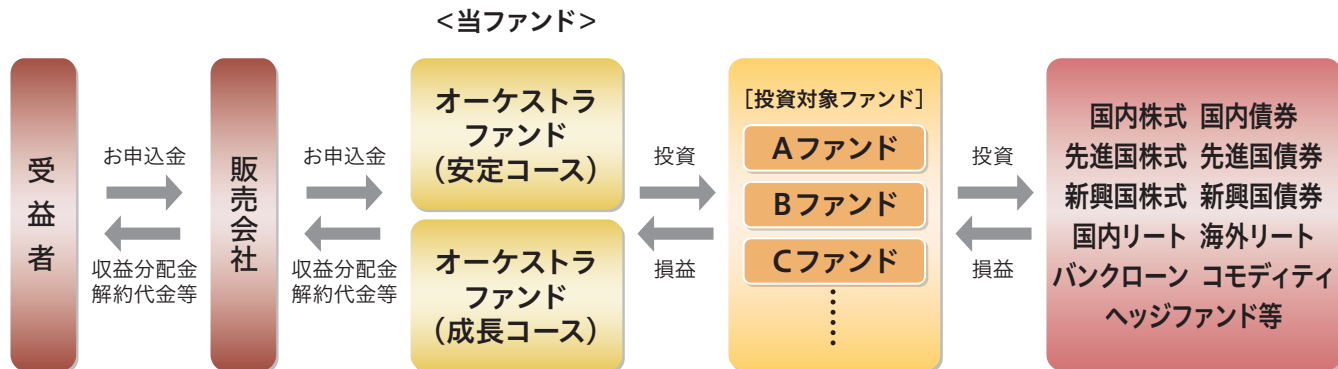 ＜当ファンド＞
受益者
お申込金
収益分配金
解約代金等
販売会社
お申込金
収益分配金
解約代金等
オーケストラ
ファンド
（安定コース）
オーケストラ
ファンド
（成長コース）
投資
損益
［投資対象ファンド］
Aファンド
Bファンド
Cファンド
⋮
投資
損益
国内株式 国内債券
先進国株式 先進国債券
新興国株式 新興国債券
国内リート 海外リート
バンクローン コモディティ
ヘッジファンド等